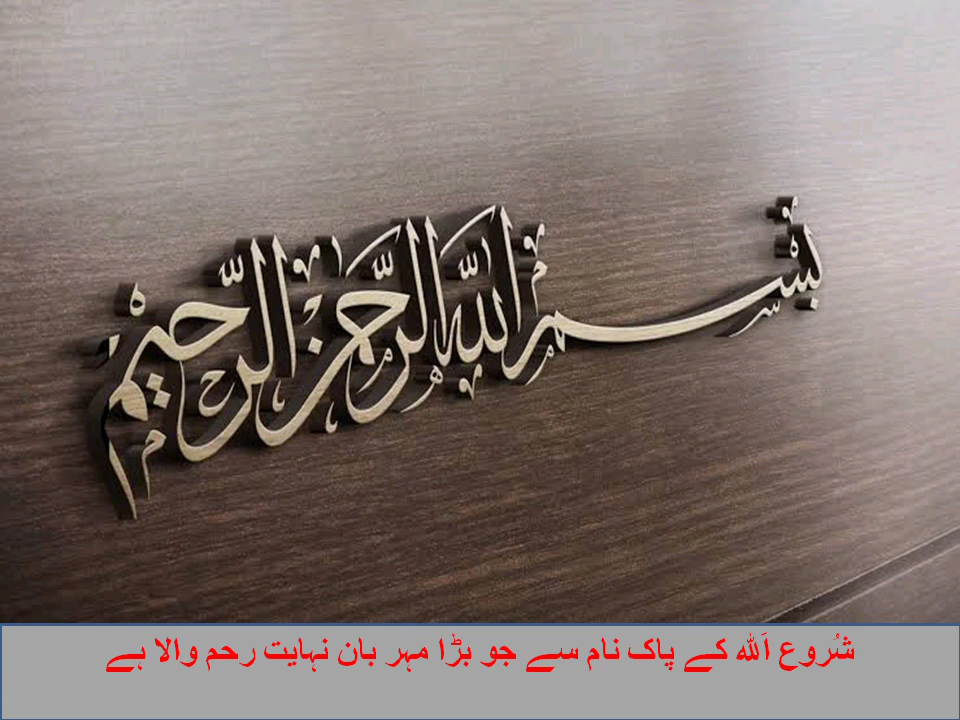 بسم الله الرحمن الرحيم
شُروع اَللہ کے پاک نام سے جو بڑا مہر بان نہایت رحم والا ہے